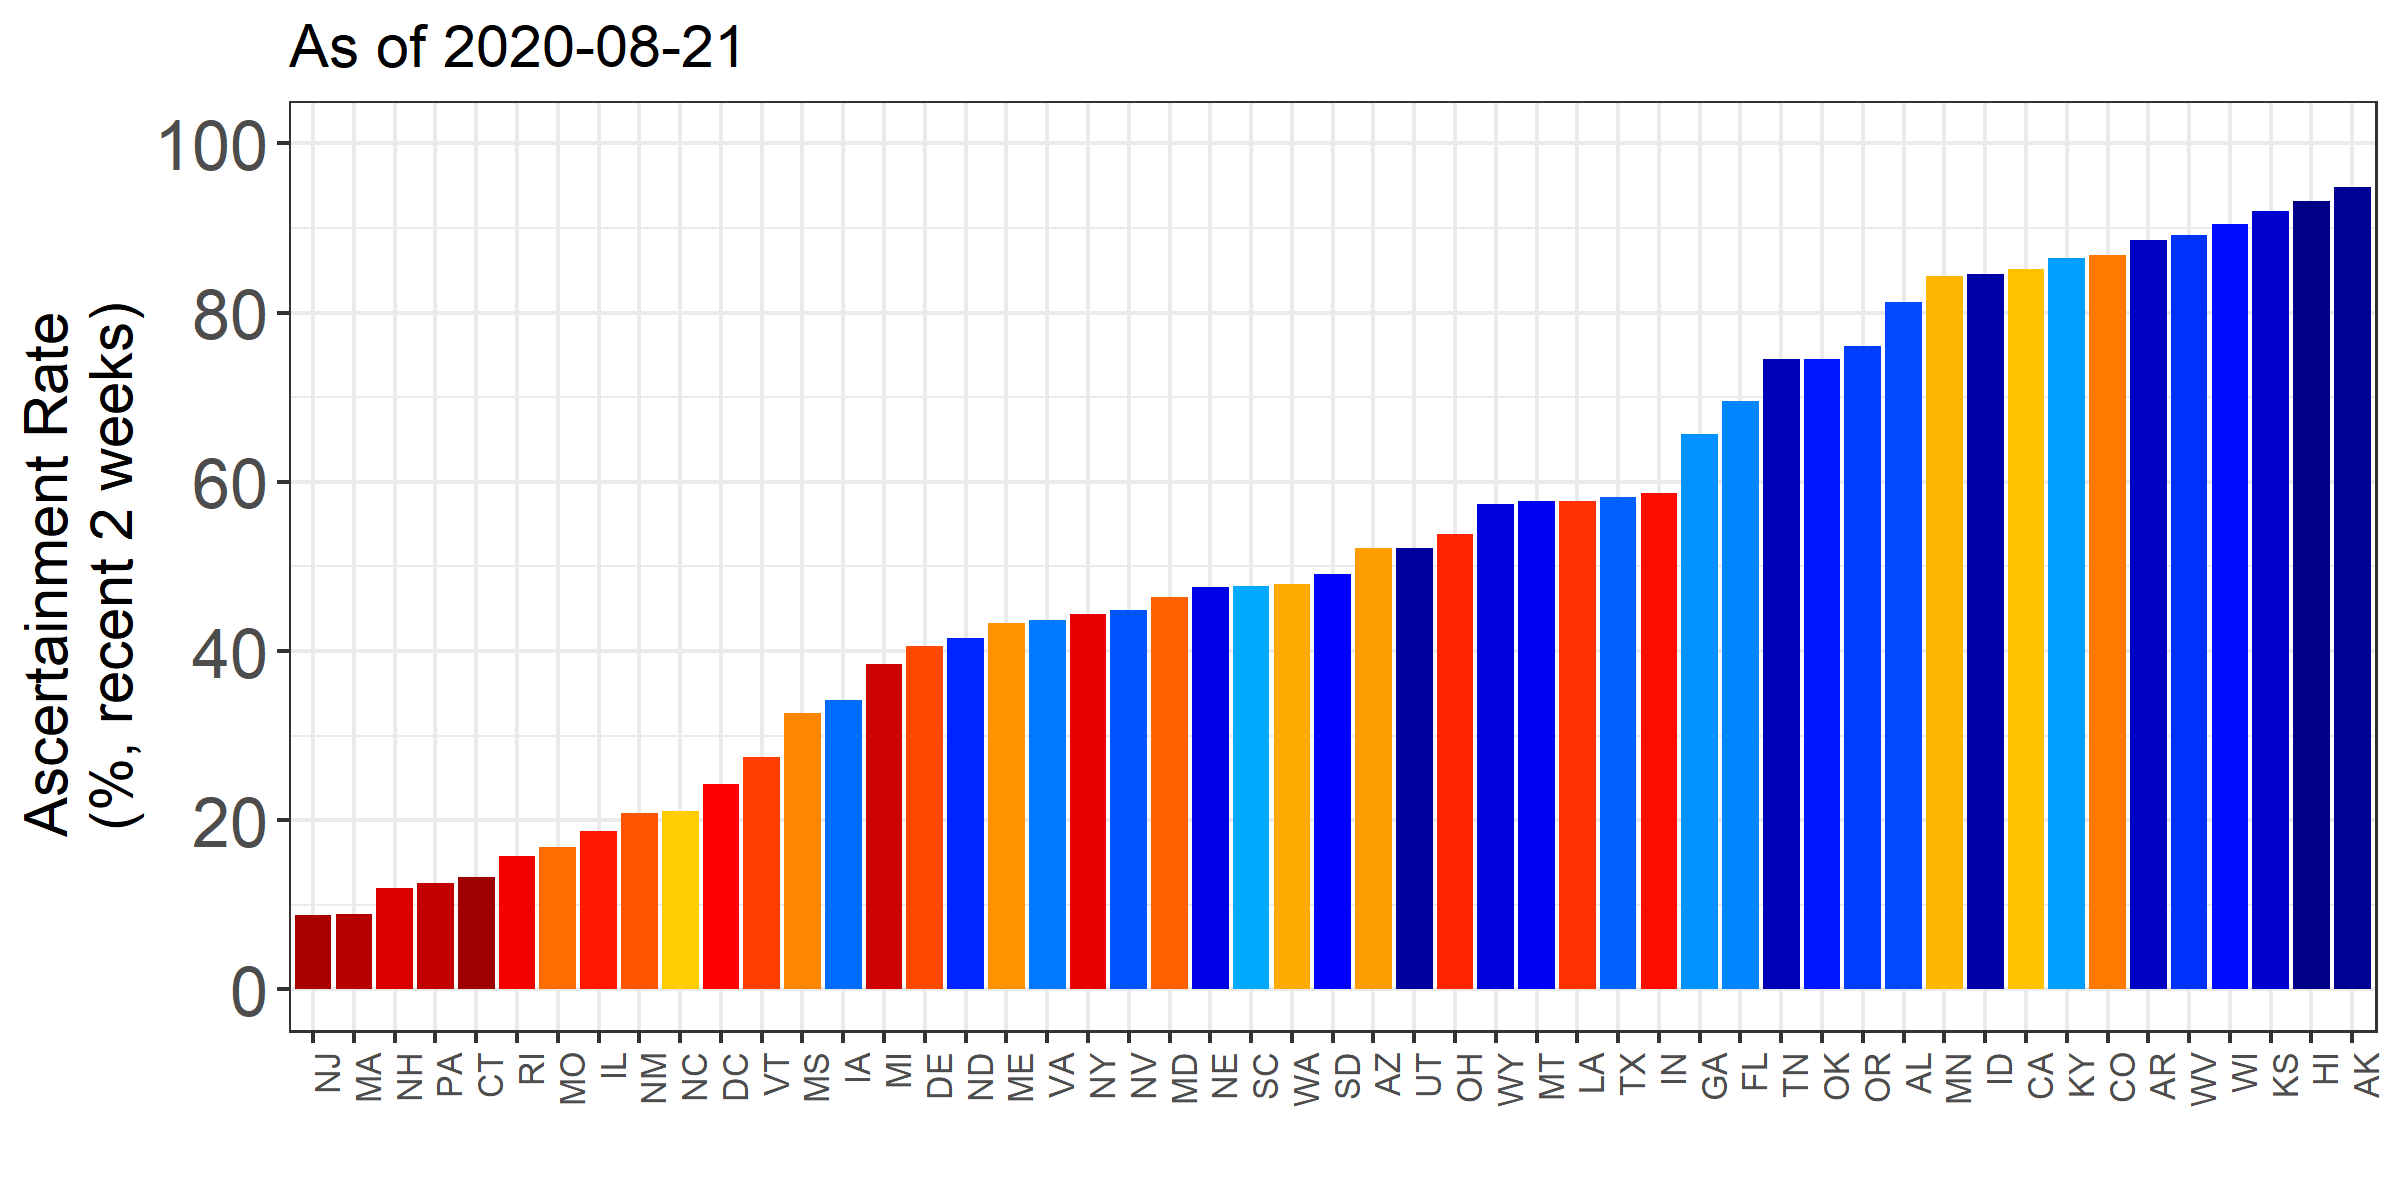 As of 2020-08-21
Ascertainment Rate
(%, recent 2 weeks)
100
80
60
40
20
0
NJ
MA
NH
PA
CT
RI
MO
IL
NM
NC
DC
VT
MS
IA
MI
DE
ND
ME
VA
NY
NV
MD
NE
SC
WA
SD
AZ
UT
OH
WY
MT
LA
TX
IN
GA
FL
TN
OK
OR
AL
MN
ID
CA
KY
CO
AR
WV
WI
KS
HI
AK